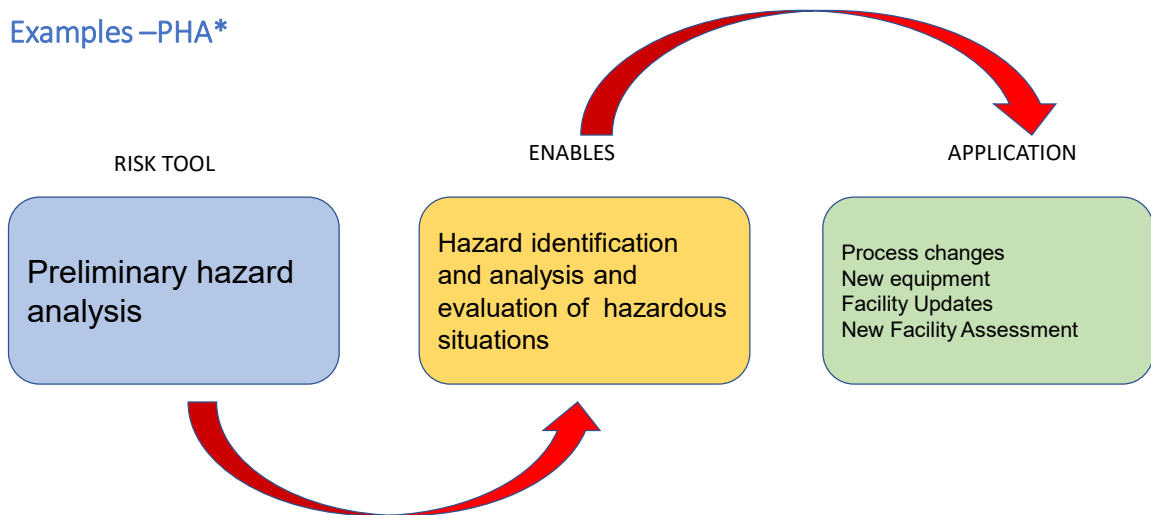 Examples –PHA*
RISK TOOL
ENABLES
APPLICATION
Preliminary hazard
analysis
Hazard identification
and analysis and
evaluation of hazardous
situations
Process changes
New equipment
Facility Updates
New Facility Assessment